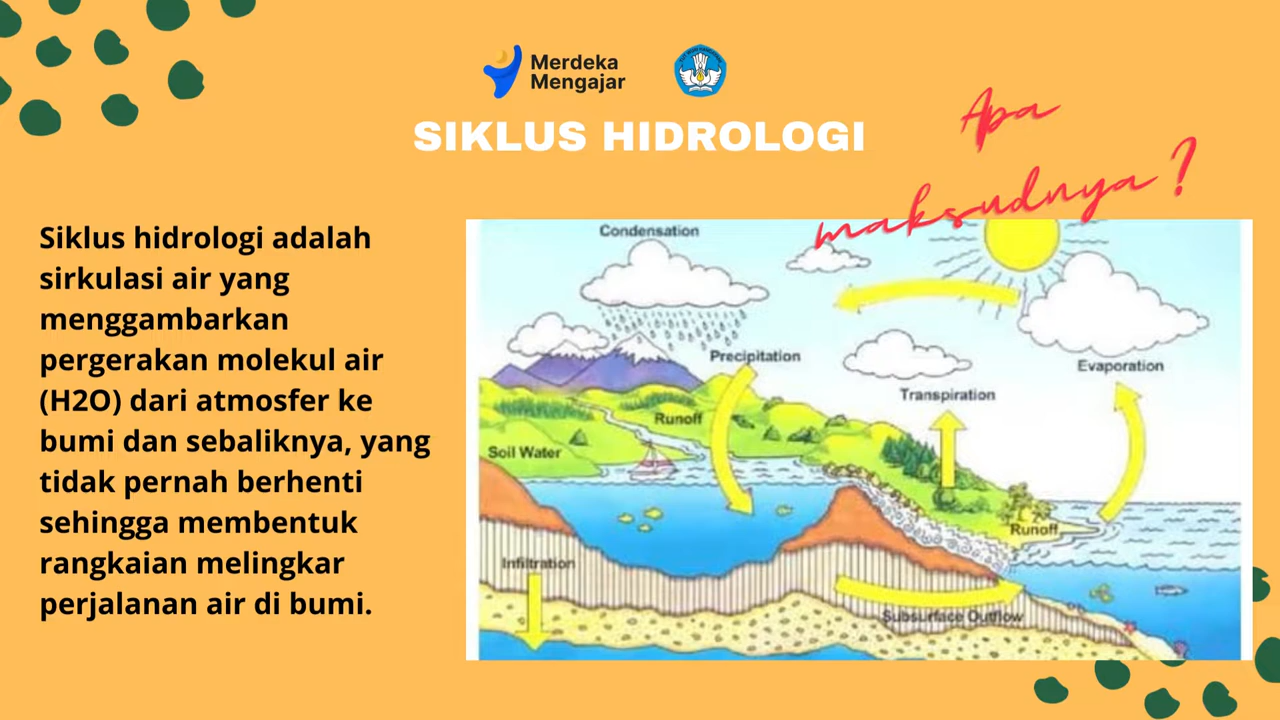 Merdeka
Mengajar
SIKLUS HIDROLOGI
Apa
maksudnya?
Siklus hidrologi adalah
sirkulasi air yang
menggambarkan
pergerakan molekul air
(H2O) dari atmosfer ke
bumi dan sebaliknya, yang
tidak pernah berhenti
sehingga membentuk
rangkaian melingkar
perjalanan air di bumi.
Condensation
Precipitation
Evaporation
Transpiration
Runoff
Soil Water
Runoff
Infiltration
Subsurface Outflow